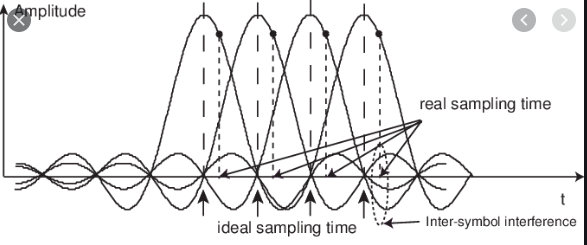 Amplitude
real sampling time
t
ideal sampling time
Inter-symbol interference